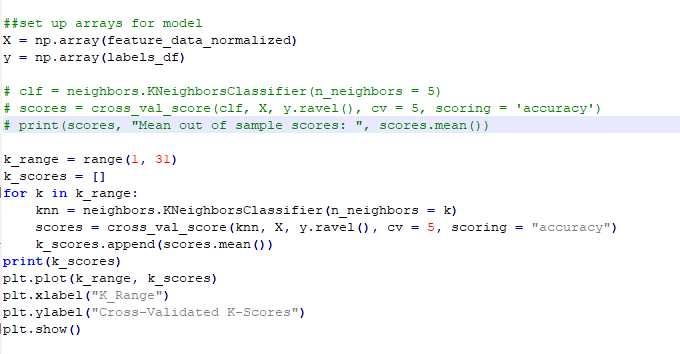 ##set up arrays for model
X = np.array(feature_data_normalized)
y = np.array(labels_df)
# clf = neighbors.KNeighborsClassifier(n_neighbors = 5)
# scores = cross_val_score(clf, X, y.ravel(), cv = 5, scoring = 'accuracy')
# print(scores, "Mean out of sample scores: ", scores.mean())
k_range = range(1, 31)
k_scores = []
for k in k_range:
    knn = neighbors.KNeighborsClassifier(n_neighbors = k)
    scores = cross_val_score(knn, X, y.ravel(), cv = 5, scoring = "accuracy")
    k_scores.append(scores.mean())
print(k_scores)
plt.plot(k_range, k_scores)
plt.xlabel("K_Range")
plt.ylabel("Cross-Validated K-Scores")
plt.show()